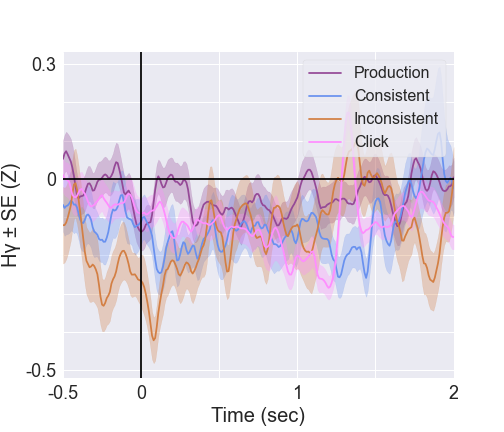 0.3
0
-0.5
Hγ ± SE (Z)
Production
Consistent
Inconsistent
Click
-0.5
0
1
2
Time (sec)